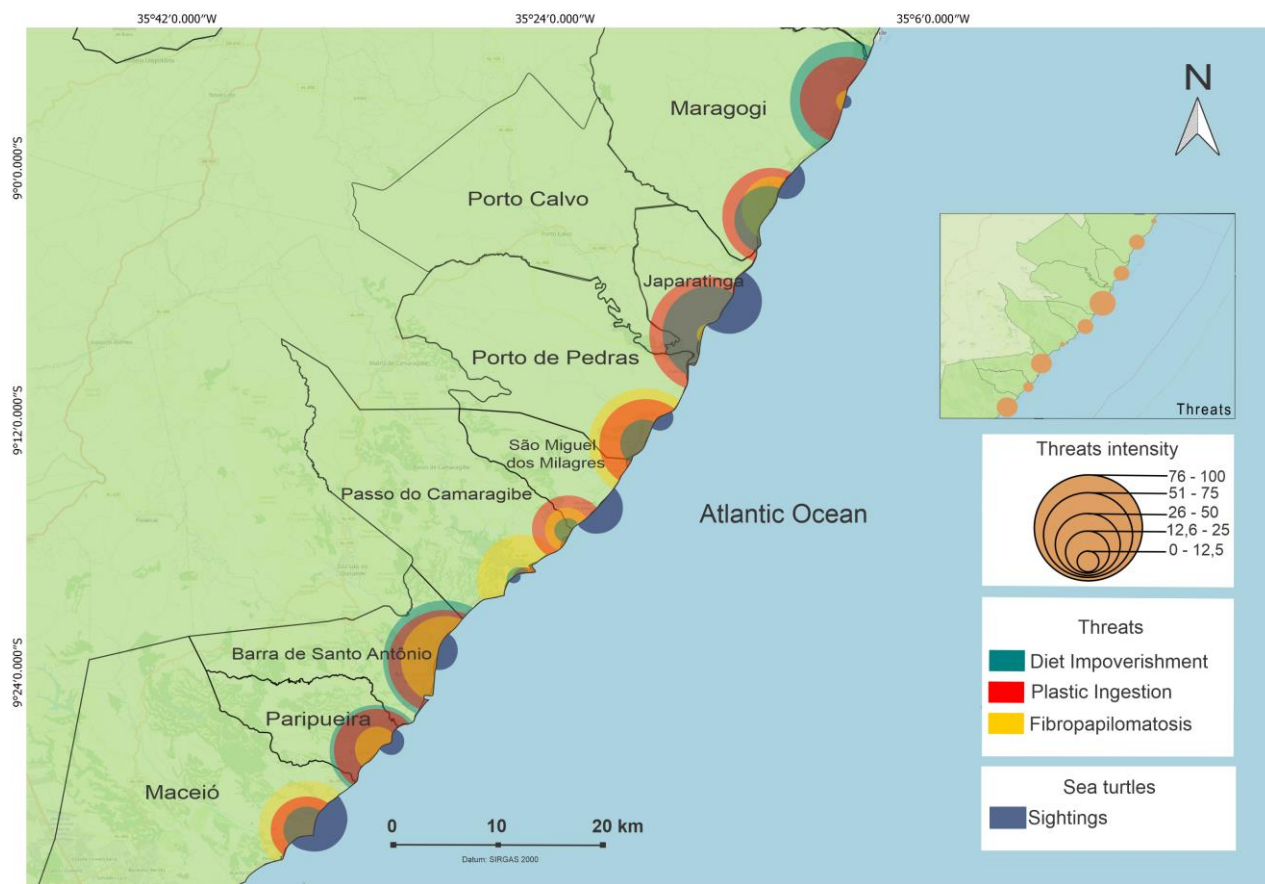 35°42'0.000"W
35°24'0.000"W
35°6'0.000"W
N
Maragogi
9°0'0.000"S
Porto Calvo
Porto Calvo
Japaratinga
Porto de Pedras
Threats
9°12'0.000"S
São Miguel
dos Milagres
Threats intensity
76 - 100
51 - 75
26 - 50
12,6 - 25
0 - 12,5
Passo do Camaragibe
Atlantic Ocean
Threats
Diet Impoverishment
Plastic Ingestion
Fibropapilomatosis
9°24'0.000"S
Barra de Santo Antônio
Paripueira
Sea turtles
Sightings
Maceió
0 10 20 km
Datum: SIRGAS 2000